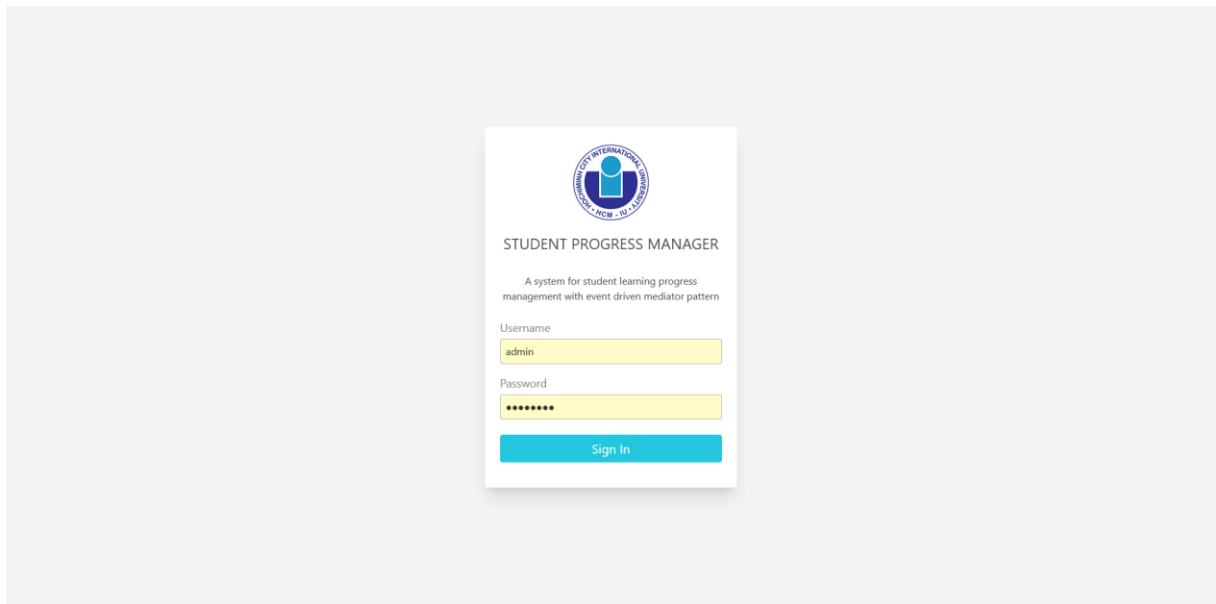 HOCHIMINH CITY INTERNATIONAL UNIVERSITY
• HCM - IU •
STUDENT PROGRESS MANAGER
A system for student learning progress
management with event driven mediator pattern
Username
admin
Password
••••••••
Sign In